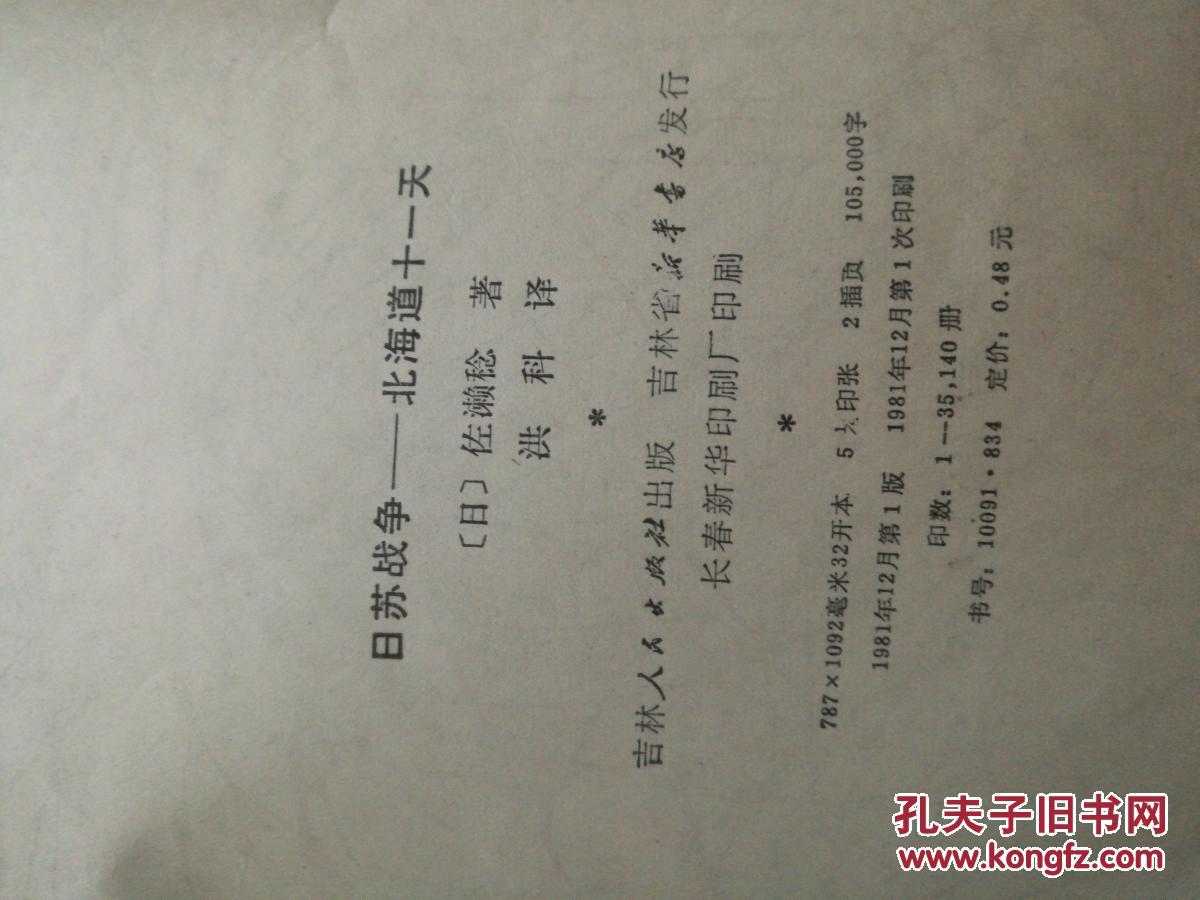 日苏战争——北海道十一天
〔日〕佐濑稔 著
洪 科 译
*
吉林人民出版社出版 吉林省新华书店发行
长春新华印刷厂印刷
*
787×1092毫米32开本 5 印张 2插页 105,000字
1981年12月第1版 1981年12月第1次印刷
印数：1—35,140册
书号：10091·834 定价：0.48元
孔夫子旧书网
www.kongfz.com